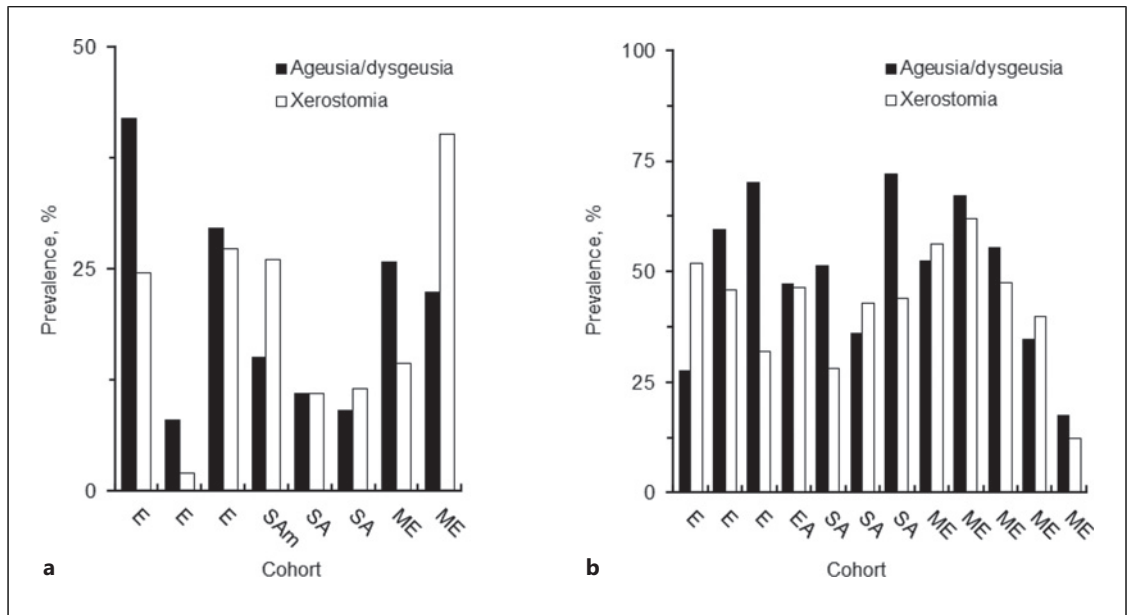 50
Ageusia/dysgeusia
Xerostomia
Prevalence, %
25
0
E
E
E
SAm
SA
SA
ME
ME
Cohort
a
100
Ageusia/dysgeusia
Xerostomia
75
Prevalence, %
50
25
0
E
E
E
EA
SA
SA
SA
ME
ME
ME
ME
ME
Cohort
b